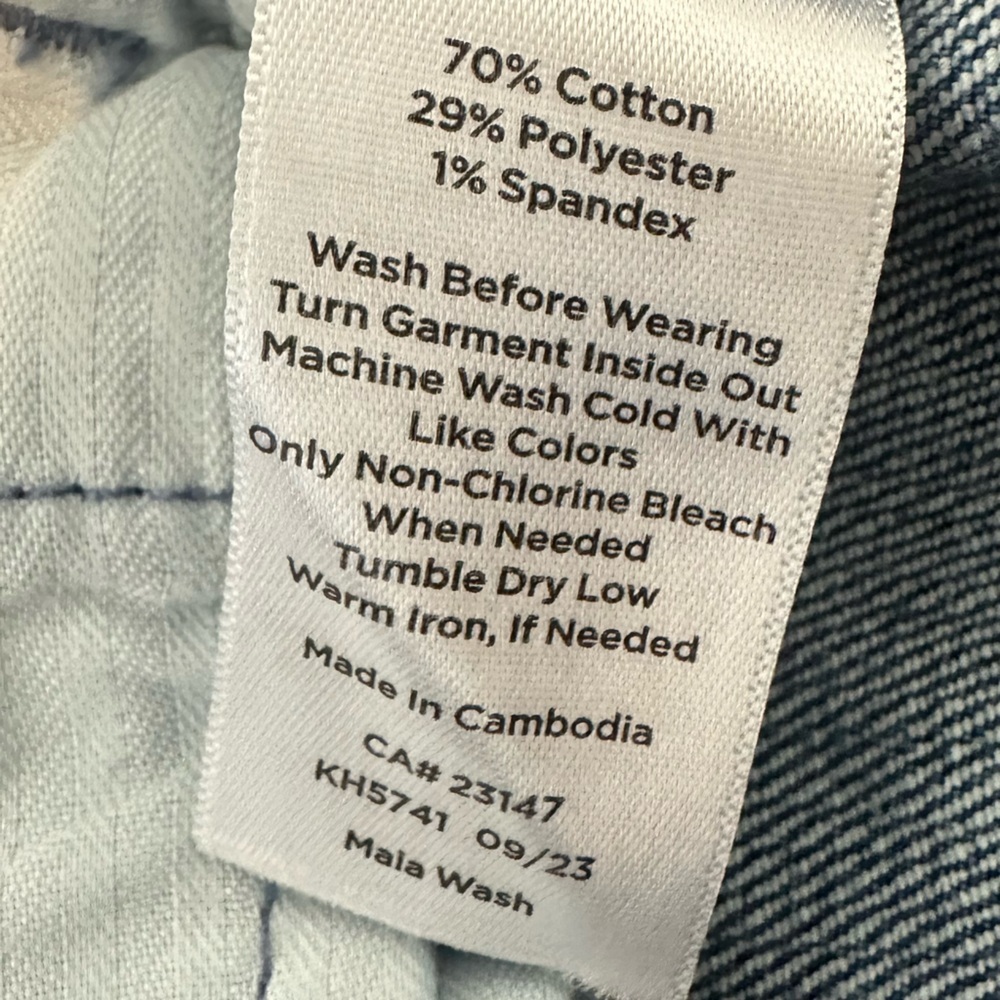 70% Cotton
29% Polyester
1% Spandex
Wash Before Wearing
Turn Garment Inside Out
Machine Wash Cold With
Like Colors
Only Non-Chlorine Bleach
When Needed
Tumble Dry Low
Warm Iron, If Needed
Made In Cambodia
CA# 23147
KH5741 09/23
Maia Wash